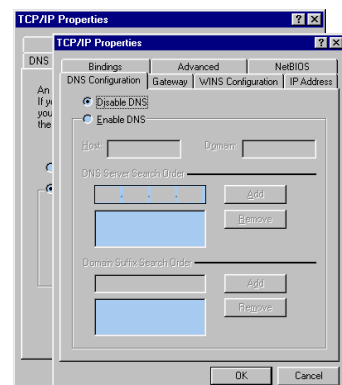 TCP/IP Properties
TCP/IP Properties
DNS
An
If yo
you
the
Bindings
Advanced
NetBIOS
DNS Configuration
Gateway
WINS Configuration
IP Address
Disable DNS
Enable DNS
Host:
Domain:
DNS Server Search Order
Add
Remove
Domain Suffix Search Order
Add
Remove
OK
Cancel